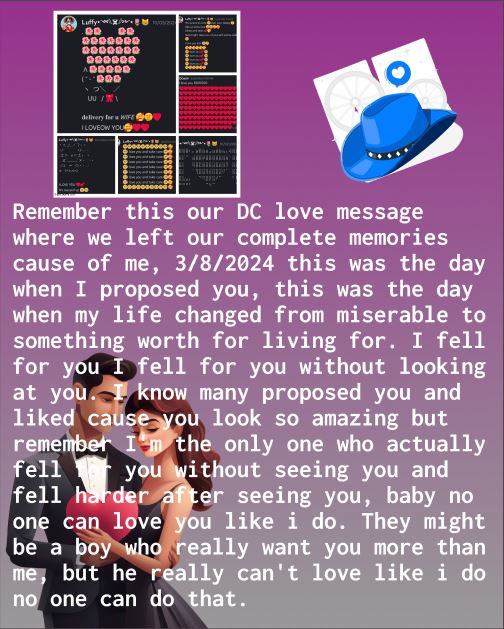 Luffy
delivery for u WIFE
I LOVEOW YOU
Remember this our DC love message
where we left our complete memories
cause of me, 3/8/2024 this was the day
when I proposed you, this was the day
when my life changed from miserable to
something worth for living for. I fell
for you I fell for you without looking
at you. I know many proposed you and
liked cause you look so amazing but
remember I'm the only one who actually
fell for you without seeing you and
fell harder after seeing you, baby no
one can love you like i do. They might
be a boy who really want you more than
me, but he really can't love like i do
no one can do that.